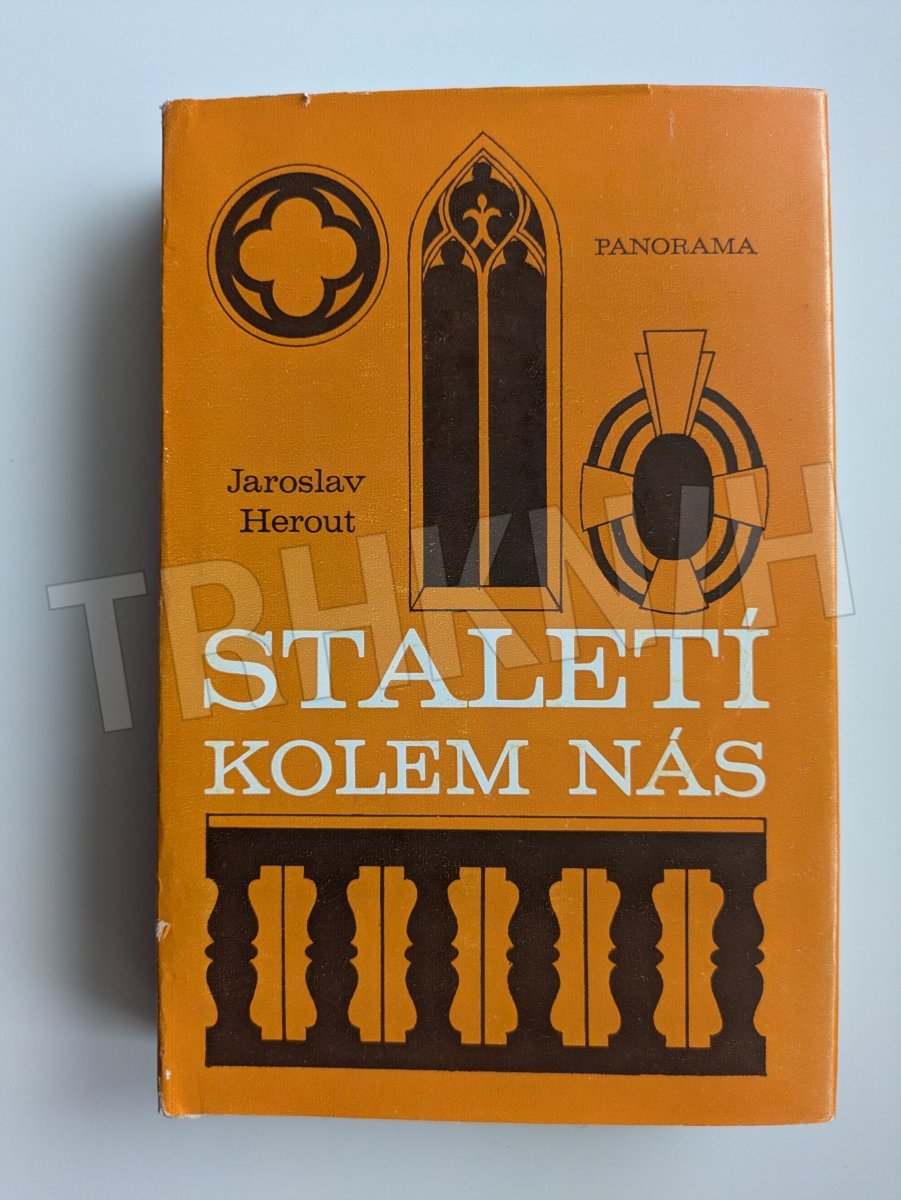 PANORAMA
Jaroslav
Herout
TRHKNIH
STALETÍ
KOLEM NÁS